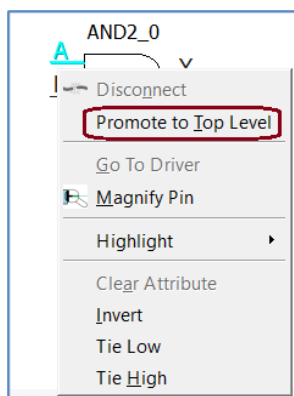 AND2_0
A
Y
Disconnect
Promote to Top Level
Go To Driver
Magnify Pin
Highlight
Clear Attribute
Invert
Tie Low
Tie High